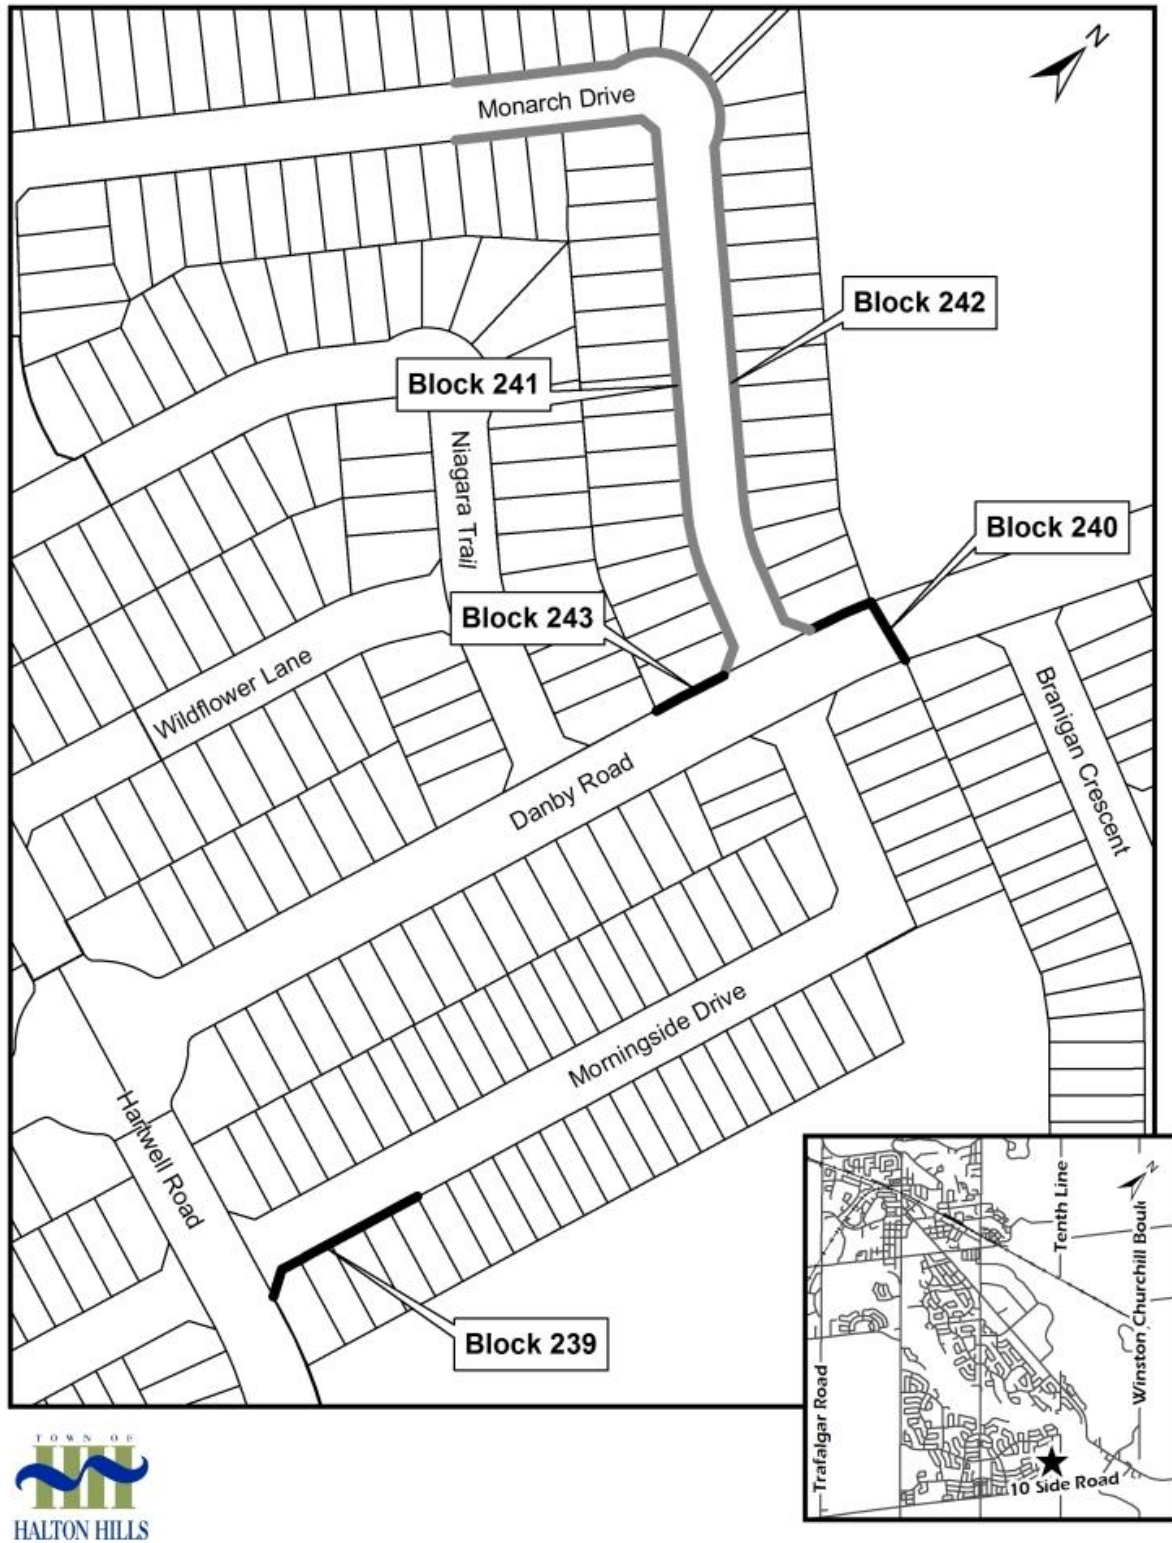 N
Monarch Drive
Block 242
Block 241
Niagara Trail
Block 240
Block 243
Wildflower Lane
Branigan Crescent
Danby Road
Morningside Drive
Hartwell Road
Block 239
N
Tenth Line
Winston Churchill Boule
Trafalgar Road
10 Side Road
TOWN OF
HALTON HILLS